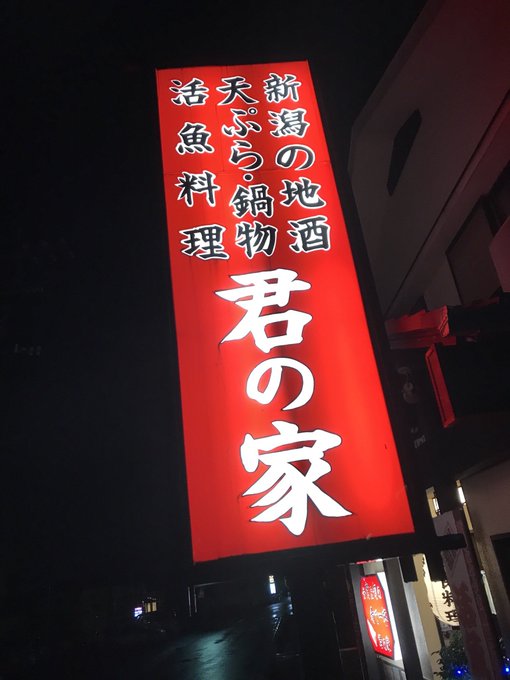 新潟の地酒
天ぷら・鍋物
活魚料理
君の家